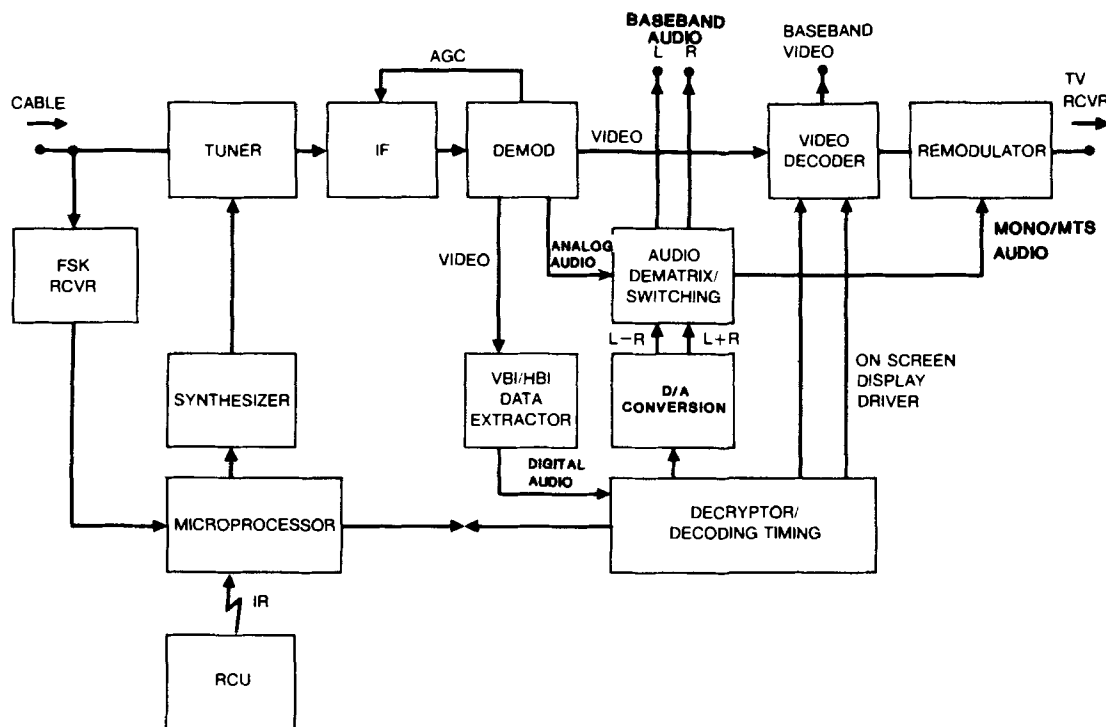 BASEBAND
AUDIO
L R
BASEBAND
VIDEO
AGC
CABLE
TV
RCVR
TUNER
IF
DEMOD
VIDEO
VIDEO
DECODER
REMODULATOR
FSK
RCVR
VIDEO
ANALOG
AUDIO
AUDIO
DEMATRIX/
SWITCHING
MONO/MTS
AUDIO
L−R L+R
SYNTHESIZER
VBI/HBI
DATA
EXTRACTOR
D/A
CONVERSION
ON SCREEN
DISPLAY
DRIVER
DIGITAL
AUDIO
MICROPROCESSOR
DECRYPTOR/
DECODING TIMING
IR
RCU